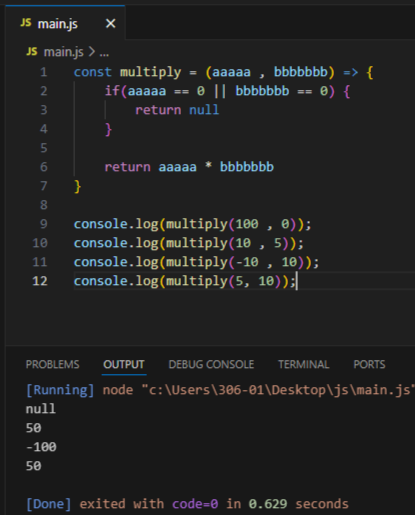 JS main.js ×
JS main.js > ...
1 const multiply = (aaaaa , bbbbbbb) => {
2 if(aaaaa == 0 || bbbbbbb == 0) {
3 return null
4 }
5
6 return aaaaa * bbbbbbb
7 }
8
9 console.log(multiply(100 , 0));
10 console.log(multiply(10 , 5));
11 console.log(multiply(-10 , 10));
12 console.log(multiply(5, 10));
PROBLEMS OUTPUT DEBUG CONSOLE TERMINAL PORTS
[Running] node "c:\Users\306-01\Desktop\js\main.js"
null
50
-100
50
[Done] exited with code=0 in 0.629 seconds